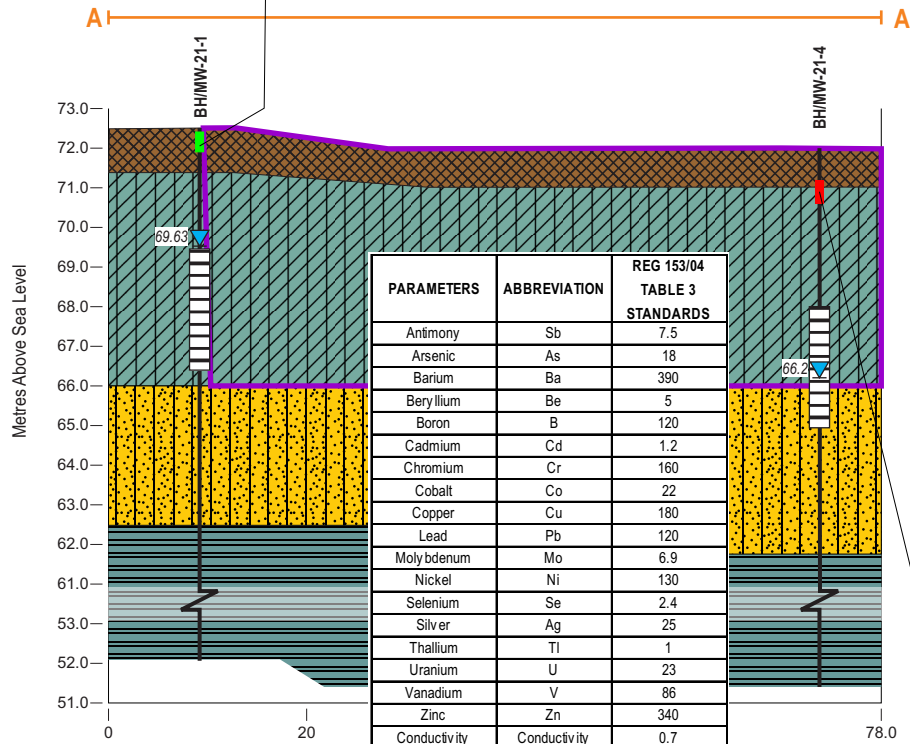 A A
BH/MW-21-1
BH/MW-21-4
Metres Above Sea Level
73.0
72.0
71.0
70.0
69.0
68.0
67.0
66.0
65.0
64.0
63.0
62.0
61.0
53.0
52.0
51.0
69.63
66.2
PARAMETERS ABBREVIATION REG 153/04 TABLE 3 STANDARDS
Antimony Sb 7.5
Arsenic As 18
Barium Ba 390
Beryllium Be 5
Boron B 120
Cadmium Cd 1.2
Chromium Cr 160
Cobalt Co 22
Copper Cu 180
Lead Pb 120
Molybdenum Mo 6.9
Nickel Ni 130
Selenium Se 2.4
Silver Ag 25
Thallium Tl 1
Uranium U 23
Vanadium V 86
Zinc Zn 340
Conductivity Conductivity 0.7
0 20 78.0